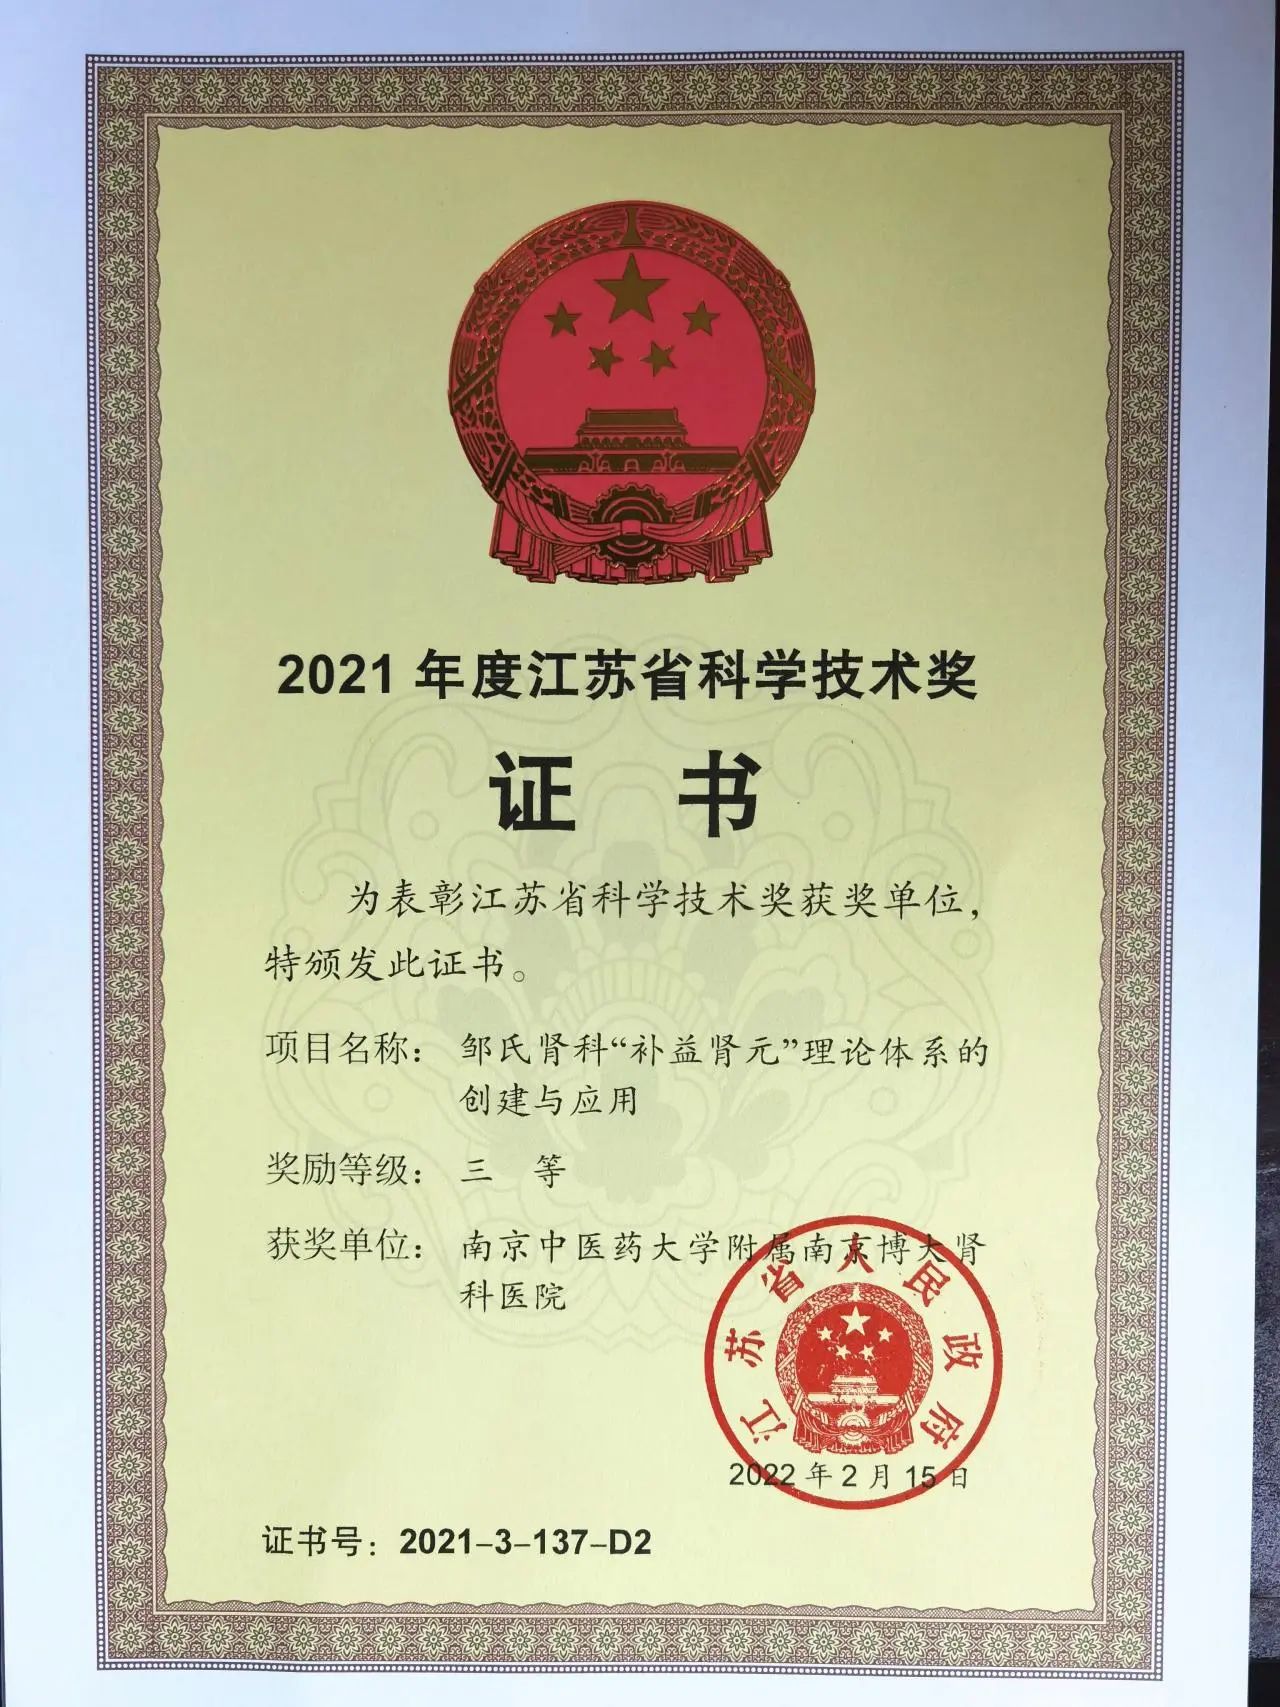 2021 年度江苏省科学技术奖
证 书
为表彰江苏省科学技术奖获奖单位,
特颁发此证书。
项目名称: 邹氏肾科“补益肾元”理论体系的
创建与应用
奖励等级: 三 等
获奖单位: 南京中医药大学附属南京博大肾
科医院
江苏省人民政府
2022 年 2 月 15 日
证书号: 2021-3-137-D2